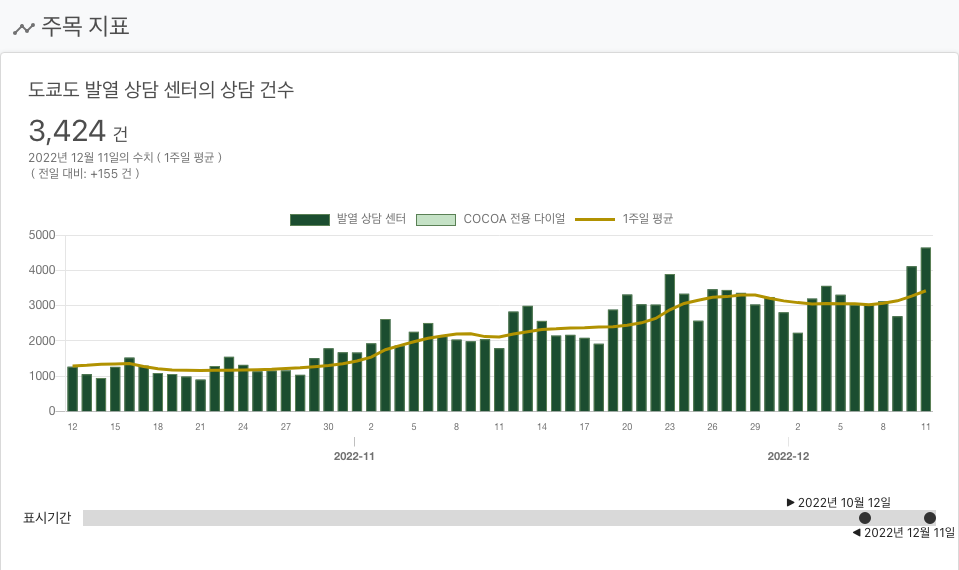 주목 지표
도쿄도 발열 상담 센터의 상담 건수
3,424 건
2022년 12월 11일의 수치 ( 1주일 평균 )
( 전일 대비: +155 건 )
발열 상담 센터 COCOA 전용 다이얼 1주일 평균
5000
4000
3000
2000
1000
0
12 15 18 21 24 27 30 2 5 8 11 14 17 20 23 26 29 2 5 8 11
2022-11 2022-12
▶ 2022년 10월 12일
표시기간
◀ 2022년 12월 11일